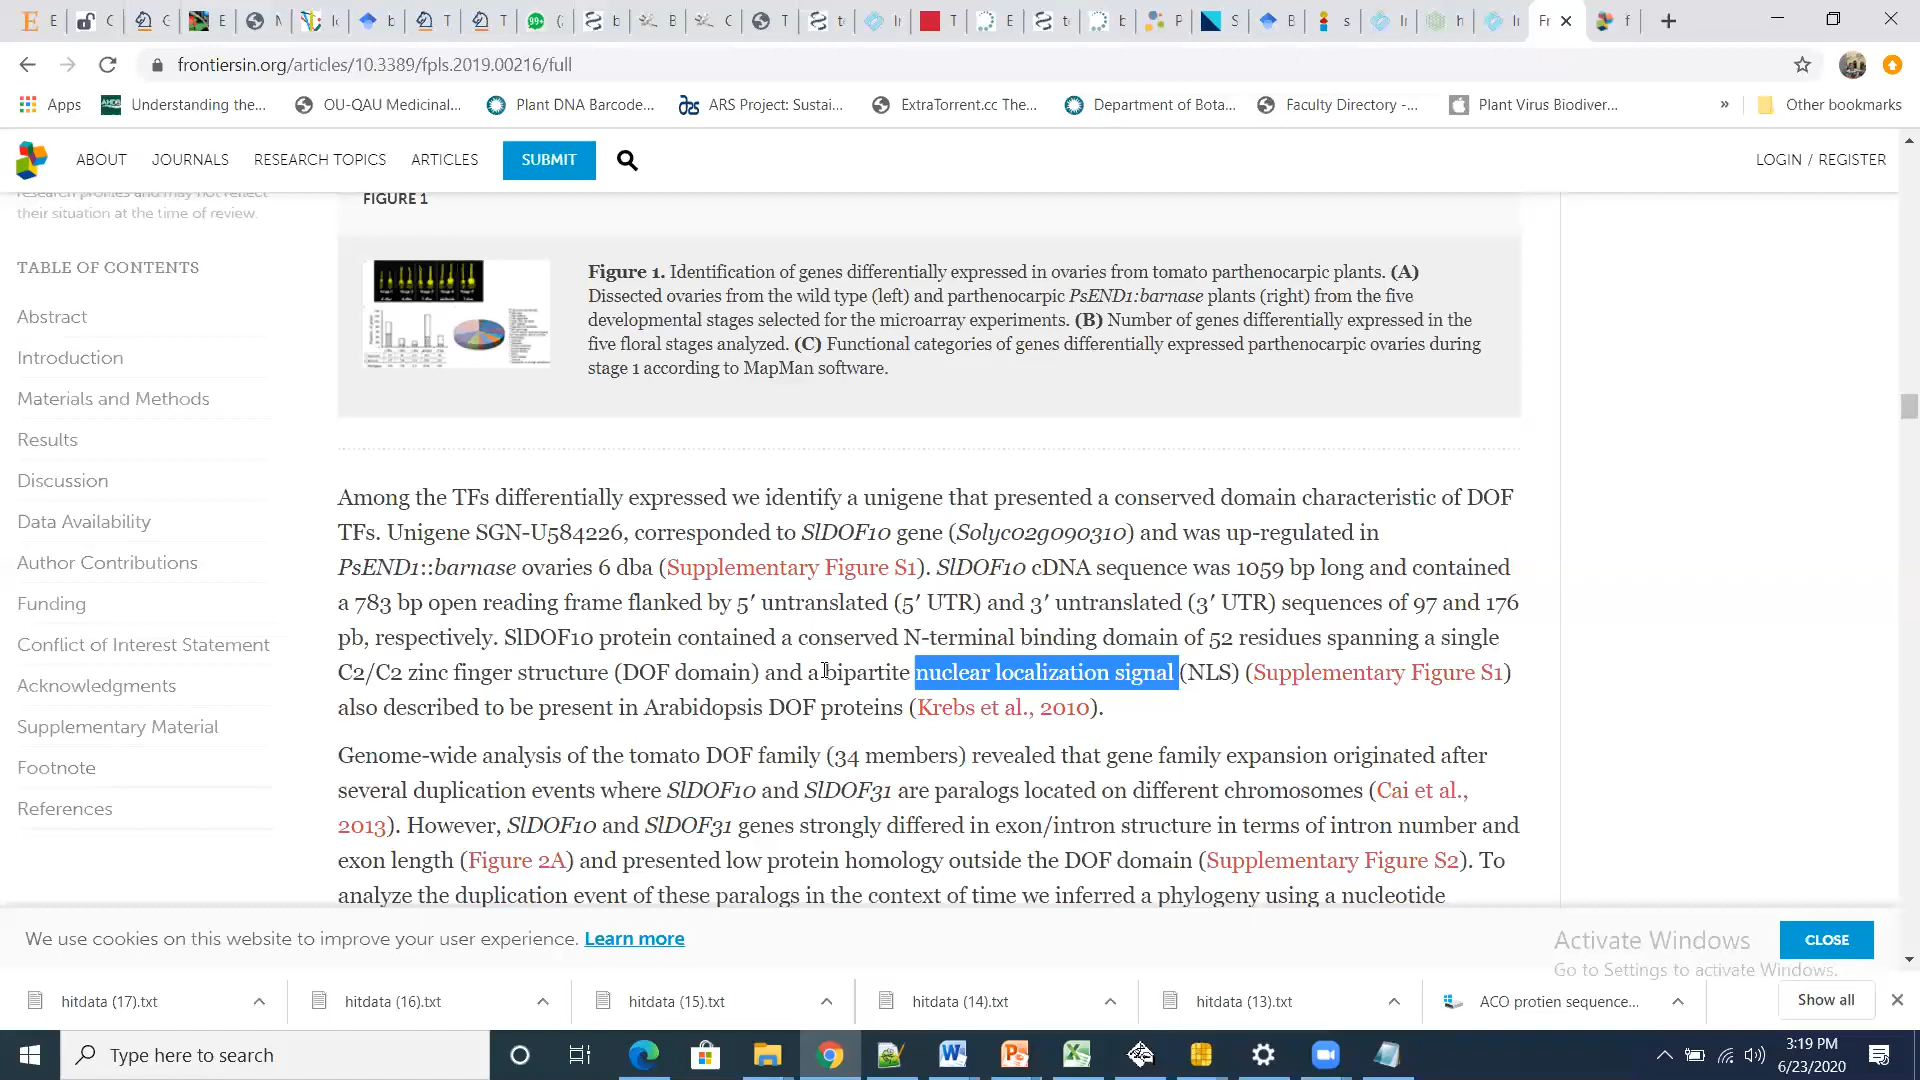 frontiersin.org/articles/10.3389/fpls.2019.00216/full
Apps
Understanding the...
OU-QAU Medicinal...
Plant DNA Barcode...
ARS Project: Sustai...
ExtraTorrent.cc The...
Department of Bota...
Faculty Directory -...
Plant Virus Biodiver...
»
Other bookmarks
ABOUT
JOURNALS
RESEARCH TOPICS
ARTICLES
SUBMIT
LOGIN / REGISTER
research profiles and may not reflect
their situation at the time of review.
TABLE OF CONTENTS
Abstract
Introduction
Materials and Methods
Results
Discussion
Data Availability
Author Contributions
Funding
Conflict of Interest Statement
Acknowledgments
Supplementary Material
Footnote
References
FIGURE 1
Figure 1. Identification of genes differentially expressed in ovaries from tomato parthenocarpic plants. (A)
Dissected ovaries from the wild type (left) and parthenocarpic PsEND1:barnase plants (right) from the five
developmental stages selected for the microarray experiments. (B) Number of genes differentially expressed in the
five floral stages analyzed. (C) Functional categories of genes differentially expressed parthenocarpic ovaries during
stage 1 according to MapMan software.
Among the TFs differentially expressed we identify a unigene that presented a conserved domain characteristic of DOF
TFs. Unigene SGN-U584226, corresponded to SlDOF10 gene (Solyc02g090310) and was up-regulated in
PsEND1::barnase ovaries 6 dba (Supplementary Figure S1). SlDOF10 cDNA sequence was 1059 bp long and contained
a 783 bp open reading frame flanked by 5′ untranslated (5′ UTR) and 3′ untranslated (3′ UTR) sequences of 97 and 176
pb, respectively. SlDOF10 protein contained a conserved N-terminal binding domain of 52 residues spanning a single
C2/C2 zinc finger structure (DOF domain) and a bipartite nuclear localization signal (NLS) (Supplementary Figure S1)
also described to be present in Arabidopsis DOF proteins (Krebs et al., 2010).
Genome-wide analysis of the tomato DOF family (34 members) revealed that gene family expansion originated after
several duplication events where SlDOF10 and SlDOF31 are paralogs located on different chromosomes (Cai et al.,
2013). However, SlDOF10 and SlDOF31 genes strongly differed in exon/intron structure in terms of intron number and
exon length (Figure 2A) and presented low protein homology outside the DOF domain (Supplementary Figure S2). To
analyze the duplication event of these paralogs in the context of time we inferred a phylogeny using a nucleotide
We use cookies on this website to improve your user experience. Learn more
Activate Windows
Go to Settings to activate Windows.
CLOSE
hitdata (17).txt
hitdata (16).txt
hitdata (15).txt
hitdata (14).txt
hitdata (13).txt
ACO protien sequence...
Show all
Type here to search
3:19 PM
6/23/2020